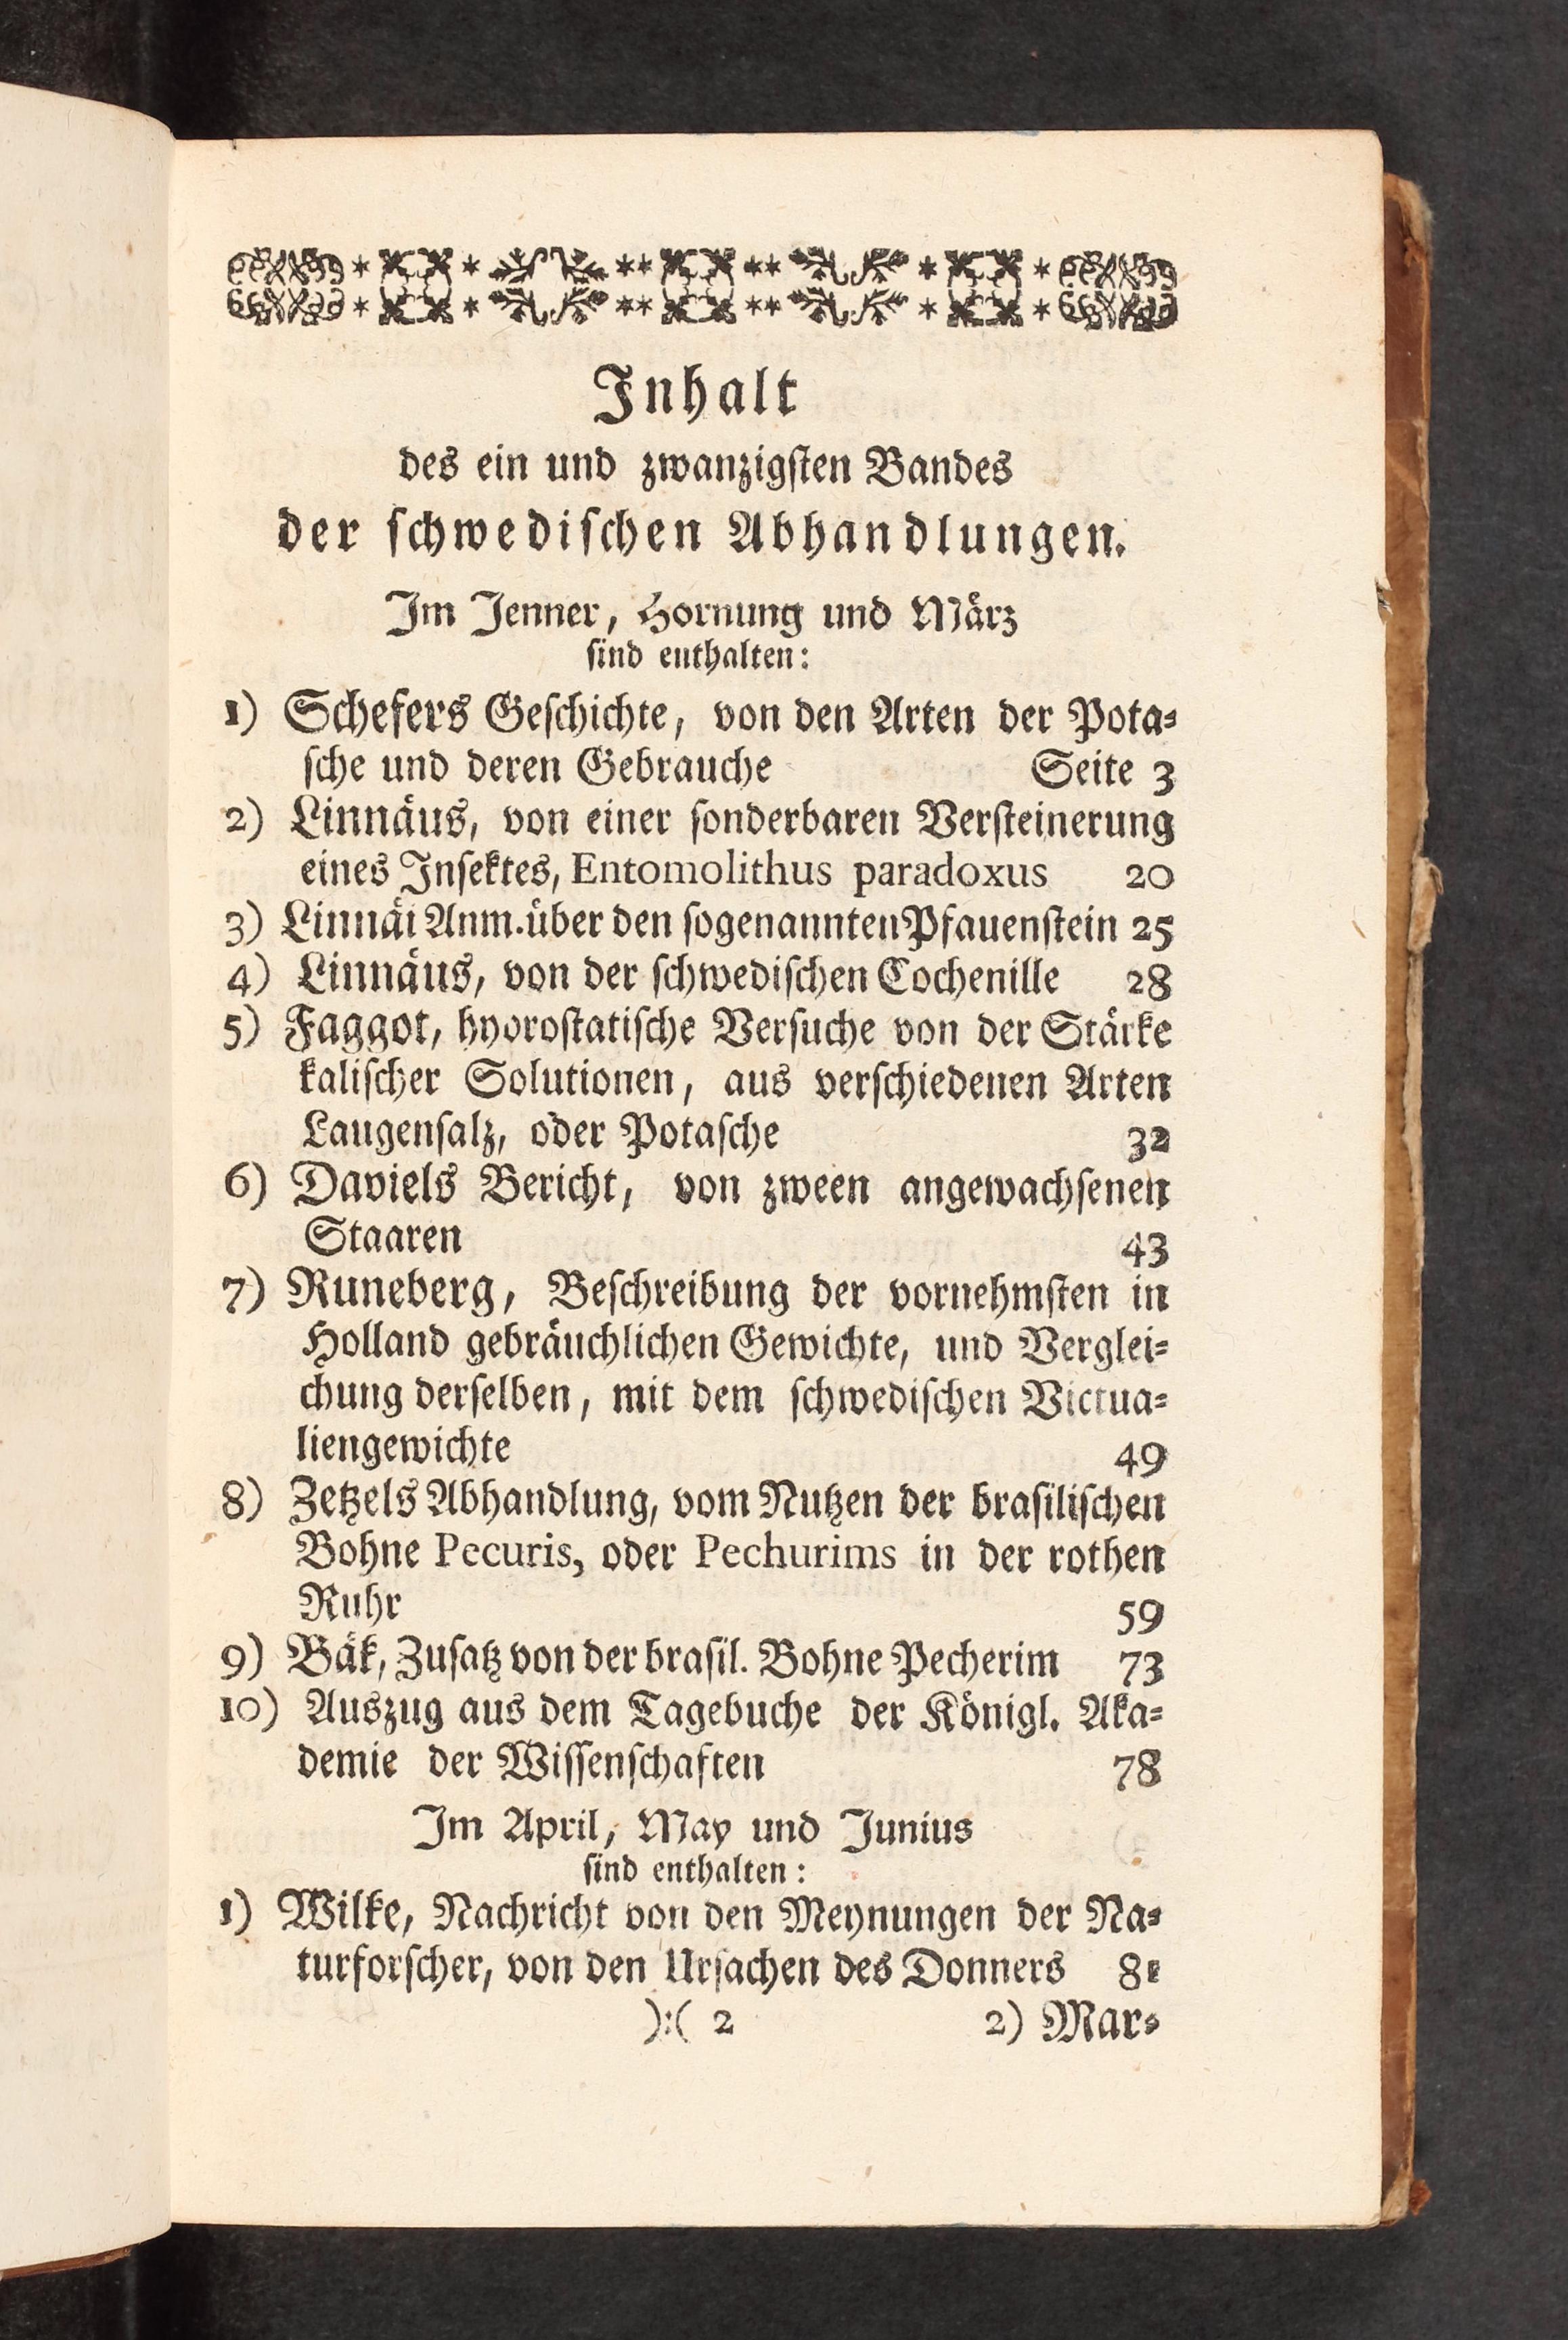 Inhalt
des ein und zwanzigſten Bandes
der ſchwediſchen Abhandlungen.
Im Jenner, Hornung und März
ſind enthalten:
1) Schefers Geſchichte, von den Arten der Pota-
ſche und deren Gebrauche Seite 3
2) Linnäus, von einer ſonderbaren Verſteinerung
eines Inſektes, Entomolithus paradoxus 20
3) Linnäi Anm. über den ſogenannten Pfauenſtein 25
4) Linnäus, von der ſchwediſchen Cochenille 28
5) Faggot, hydroſtatiſche Verſuche von der Stärke
kaliſcher Solutionen, aus verſchiedenen Arten
Laugenſalz, oder Potaſche 32
6) Daviels Bericht, von zween angewachſenen
Staaren 43
7) Runeberg, Beſchreibung der vornehmſten in
Holland gebräuchlichen Gewichte, und Verglei-
chung derſelben, mit dem ſchwediſchen Victua-
liengewichte 49
8) Zetzels Abhandlung, vom Nutzen der braſiliſchen
Bohne Pecuris, oder Pechurims in der rothen
Ruhr 59
9) Bäk, Zuſatz von der braſil. Bohne Pecherim 73
10) Auszug aus dem Tagebuche der Königl. Aka-
demie der Wiſſenſchaften 78
Im April, May und Junius
ſind enthalten:
1) Wilke, Nachricht von den Meynungen der Na-
turforſcher, von den Urſachen des Donners 81
):( 2 2) Mar-